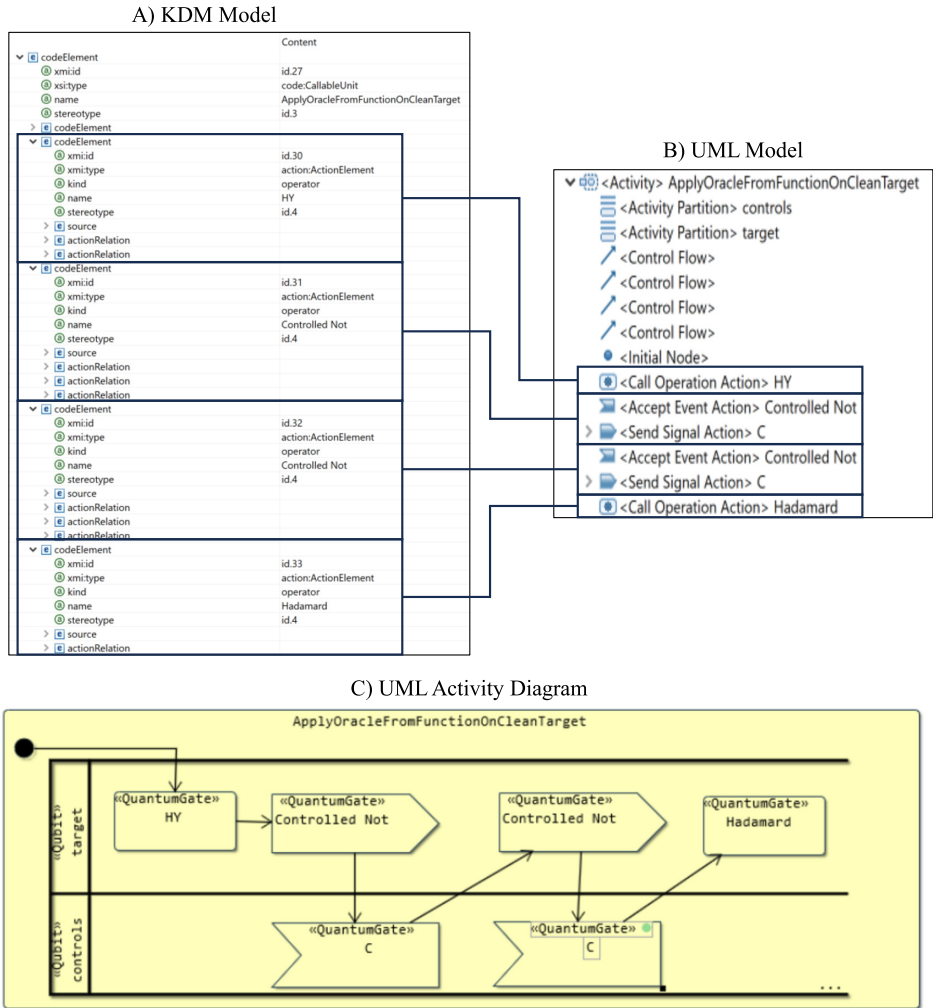 A) KDM Model
Content
codeElement
xmi:id id.27
xsi:type code:CallableUnit
name ApplyOracleFromFunctionOnCleanTarget
stereotype id.3
codeElement
codeElement
xmi:id id.30
xmi:type action:ActionElement
kind operator
name HY
stereotype id.4
source
actionRelation
actionRelation
codeElement
xmi:id id.31
xmi:type action:ActionElement
kind operator
name Controlled Not
stereotype id.4
source
actionRelation
actionRelation
actionRelation
codeElement
xmi:id id.32
xmi:type action:ActionElement
kind operator
name Controlled Not
stereotype id.4
source
actionRelation
actionRelation
actionRelation
codeElement
xmi:id id.33
xmi:type action:ActionElement
kind operator
name Hadamard
stereotype id.4
source
actionRelation
B) UML Model
<Activity> ApplyOracleFromFunctionOnCleanTarget
<Activity Partition> controls
<Activity Partition> target
<Control Flow>
<Control Flow>
<Control Flow>
<Control Flow>
<Initial Node>
<Call Operation Action> HY
<Accept Event Action> Controlled Not
<Send Signal Action> C
<Accept Event Action> Controlled Not
<Send Signal Action> C
<Call Operation Action> Hadamard
C) UML Activity Diagram
ApplyOracleFromFunctionOnCleanTarget
«Qubit»
target
«QuantumGate»
HY
«QuantumGate»
Controlled Not
«QuantumGate»
Controlled Not
«QuantumGate»
Hadamard
«Qubit»
controls
«QuantumGate»
C
«QuantumGate»
C
...